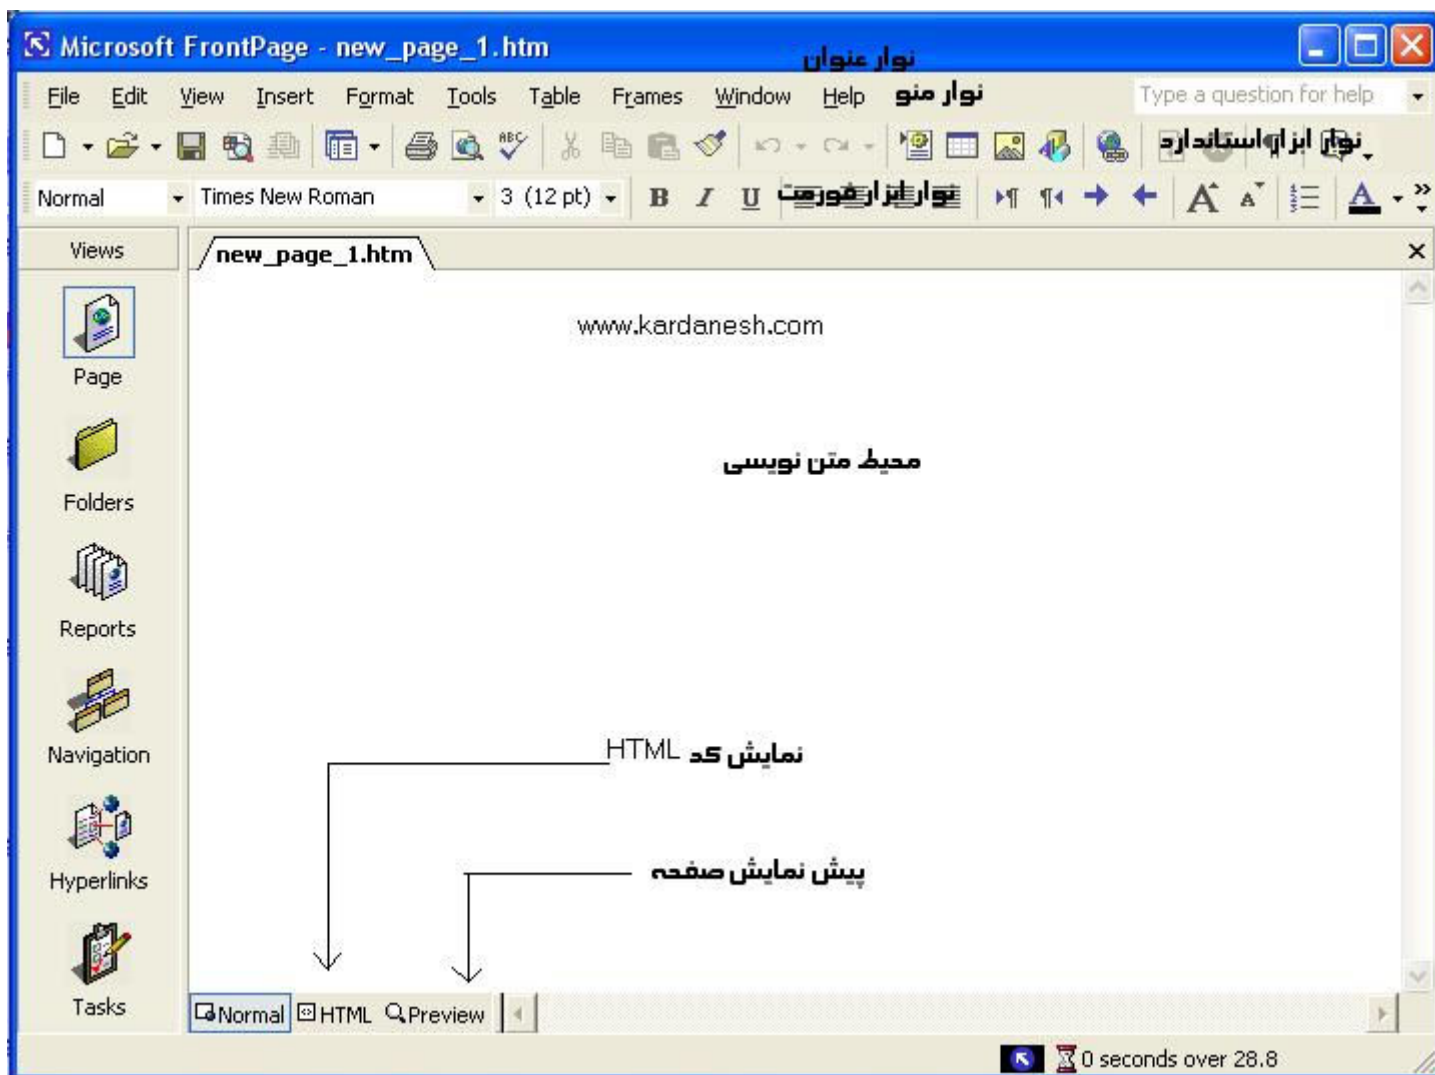 Microsoft FrontPage - new_page_1.htm
نوار عنوان
File Edit View Insert Format Tools Table Frames Window Help نوار منو Type a question for help
ABC نوار ابزار استاندارد
Normal Times New Roman 3 (12 pt) B I U نوار ابزار فورمت A A A
Views new_page_1.htm
www.kardanesh.com
Page
محیط متن نویسی
Folders
Reports
Navigation
نمایش کد HTML
Hyperlinks
پیش نمایش صفحه
Tasks
Normal HTML Preview
0 seconds over 28.8